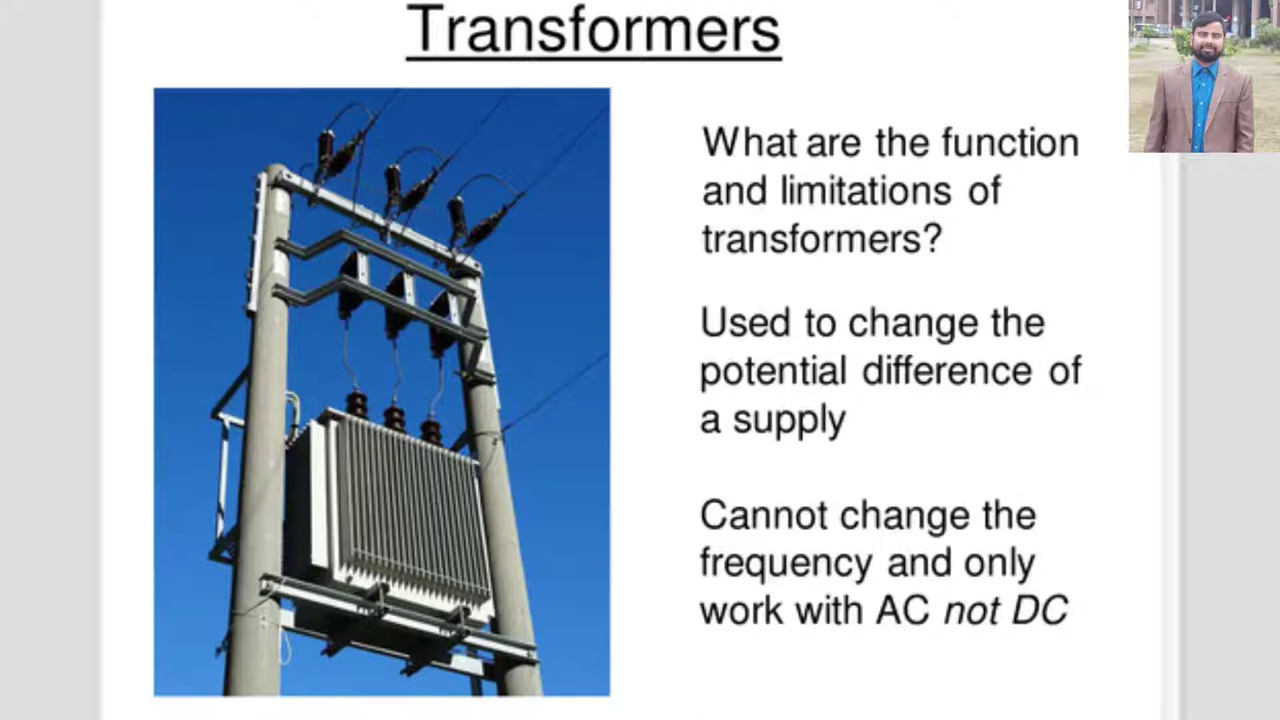 Transformers
What are the function
and limitations of
transformers?
Used to change the
potential difference of
a supply
Cannot change the
frequency and only
work with AC not DC